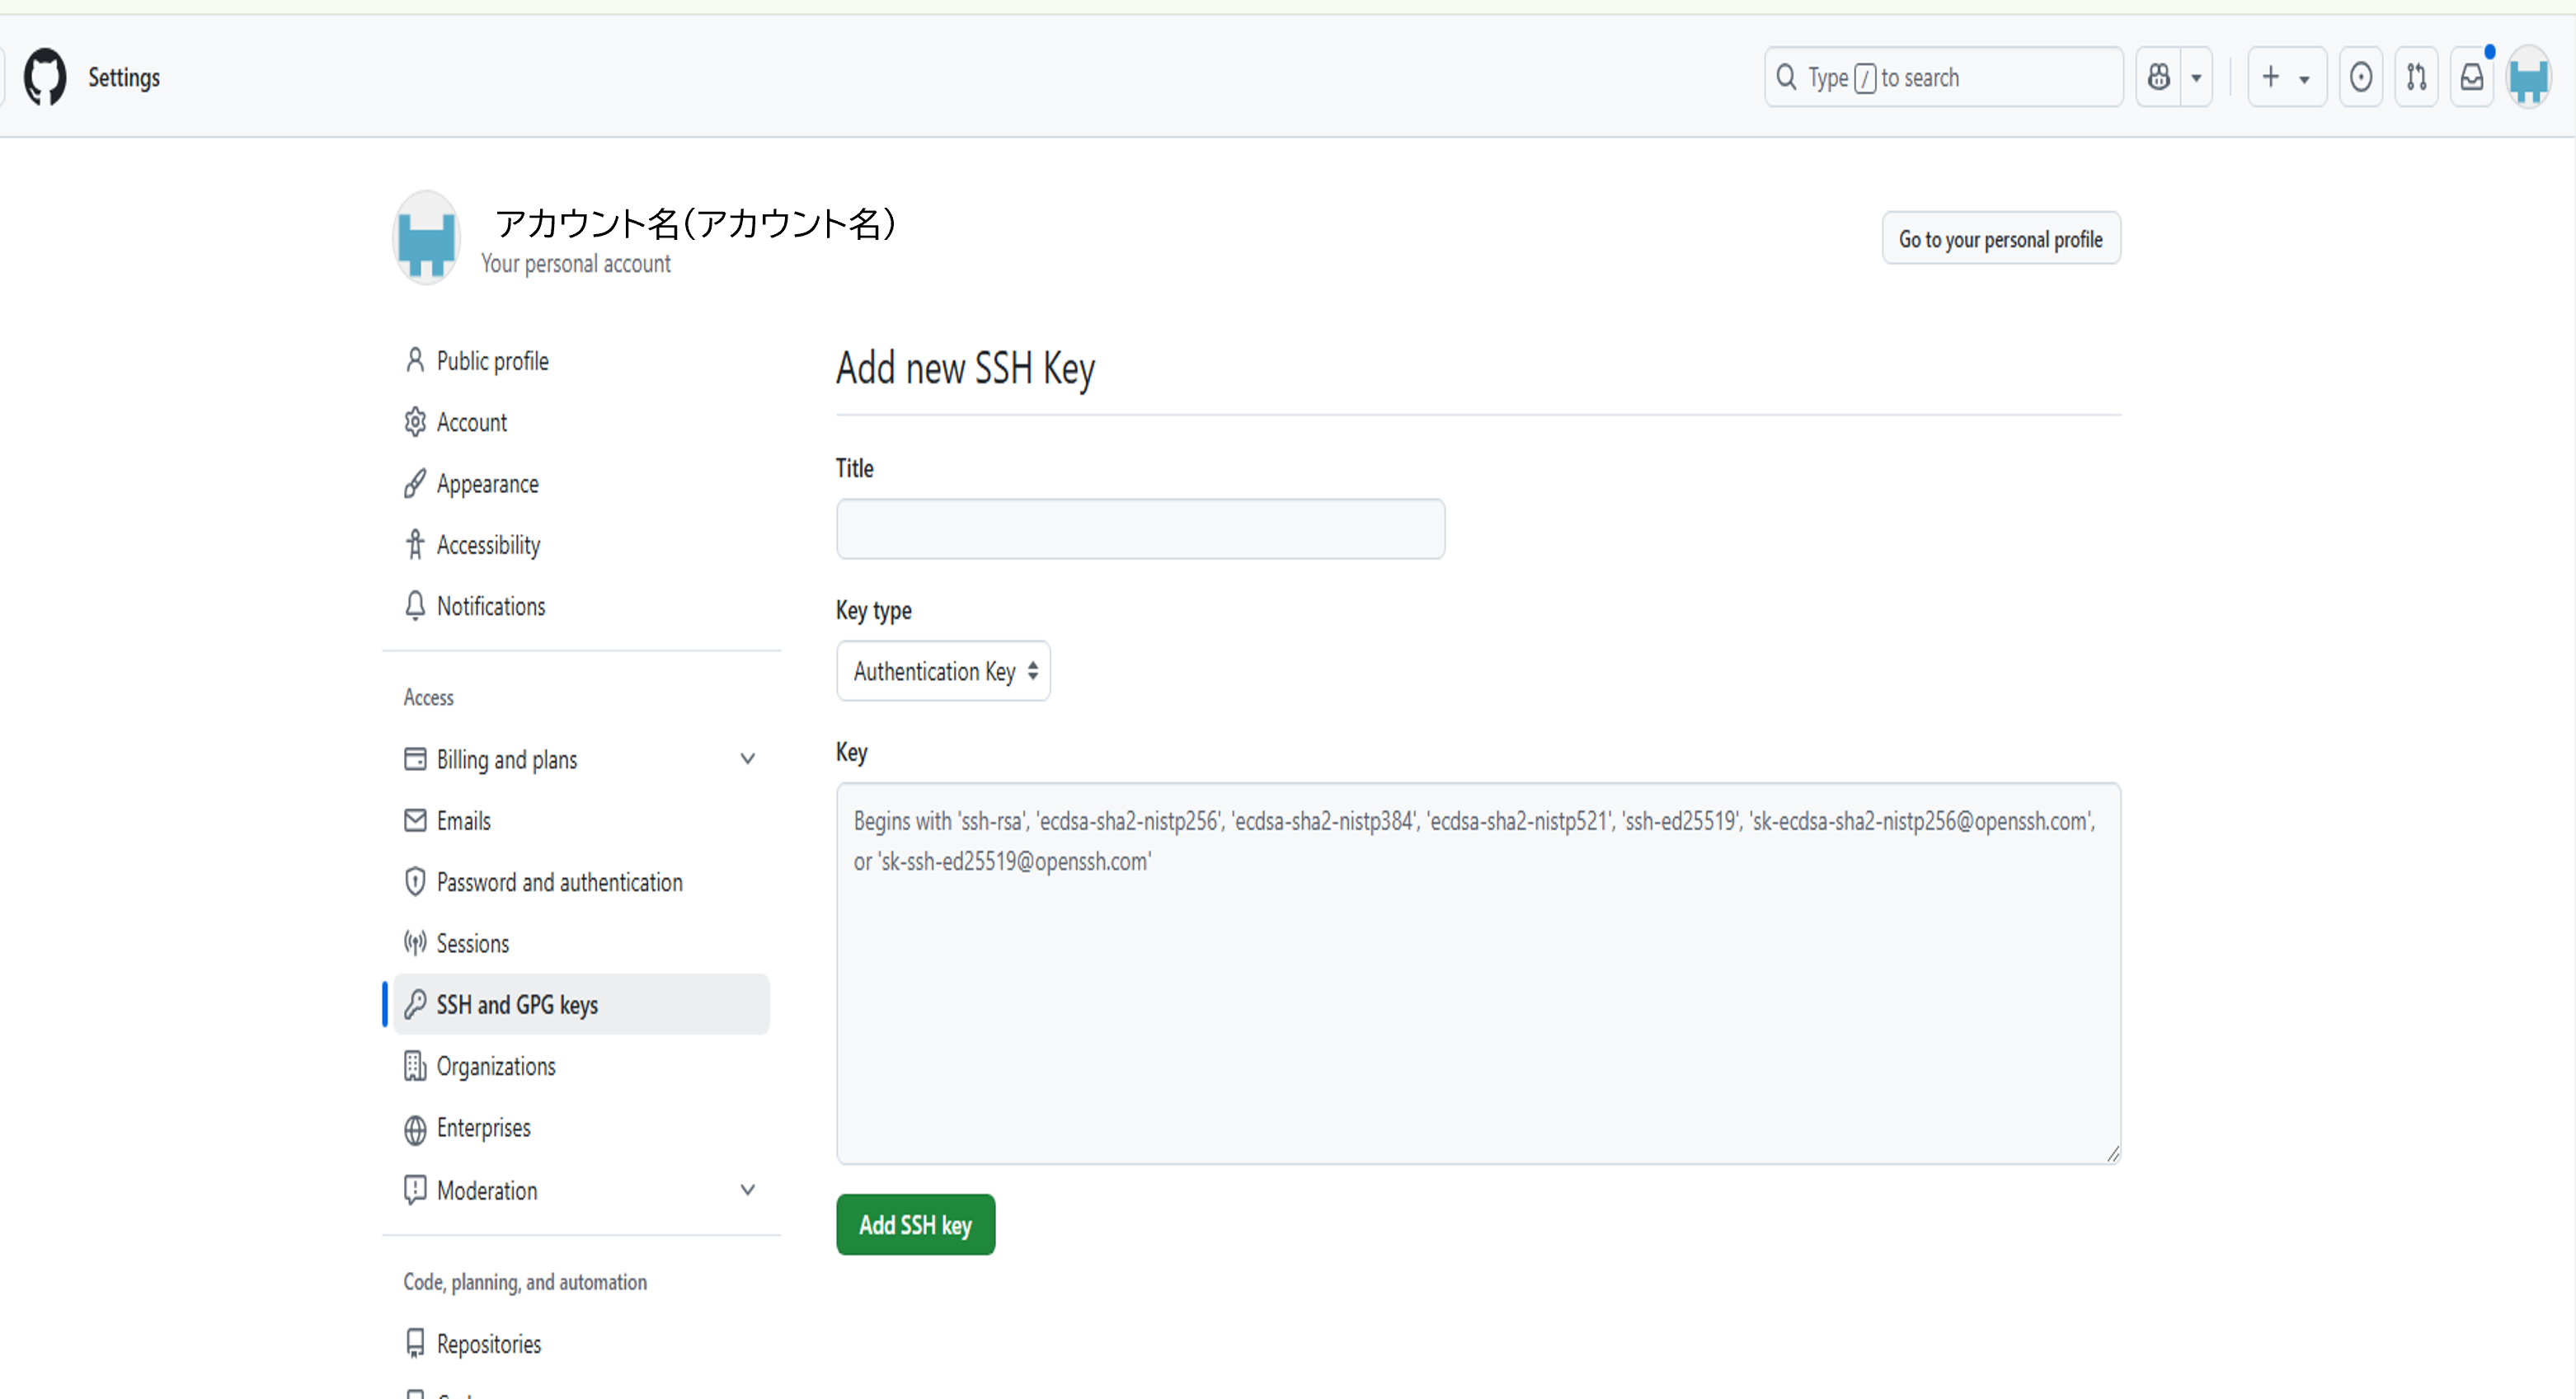 Settings
Type / to search
アカウント名(アカウント名)
Your personal account
Go to your personal profile
Public profile
Account
Appearance
Accessibility
Notifications
Access
Billing and plans
Emails
Password and authentication
Sessions
SSH and GPG keys
Organizations
Enterprises
Moderation
Code, planning, and automation
Repositories
Add new SSH Key
Title
Key type
Authentication Key
Key
Begins with 'ssh-rsa', 'ecdsa-sha2-nistp256', 'ecdsa-sha2-nistp384', 'ecdsa-sha2-nistp521', 'ssh-ed25519', 'sk-ecdsa-sha2-nistp256@openssh.com',
or 'sk-ssh-ed25519@openssh.com'
Add SSH key